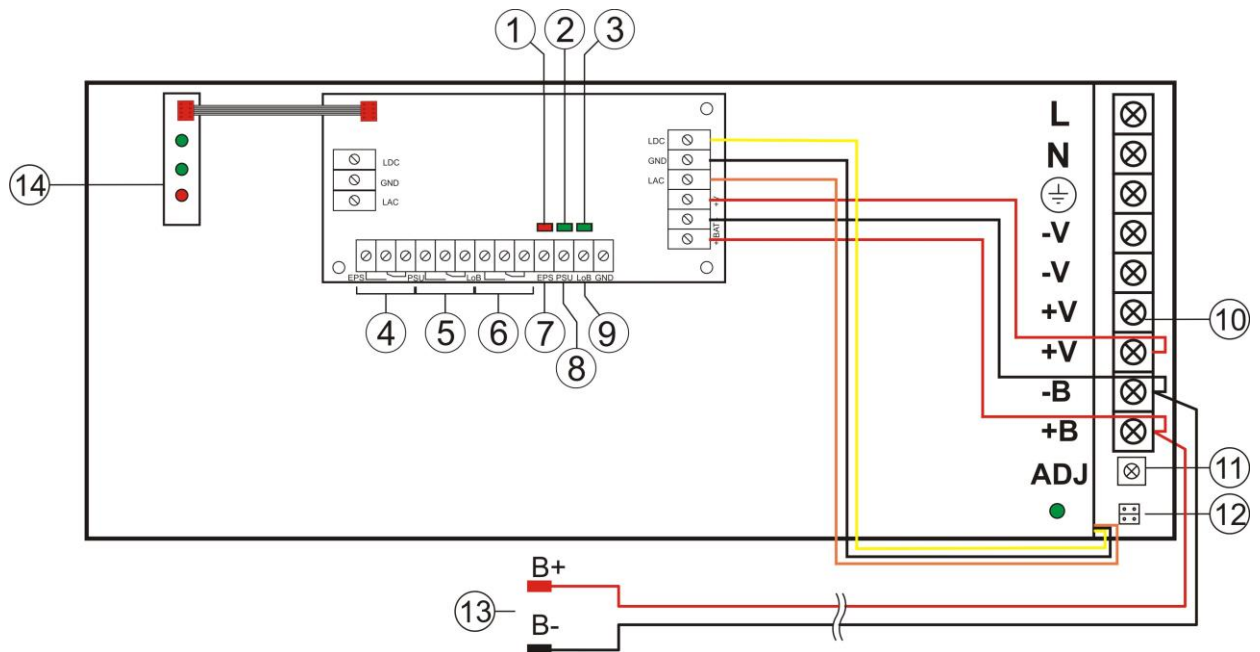 1 2 3
LDC
GND
LAC
+V
-BAT+
LDC
GND
LAC
EPS PSU LoB EPS PSU LoB GND
4 5 6 7 8 9
L
N
-V
-V
+V
+V
-B
+B
ADJ
10
11
12
14
B+
13
B-